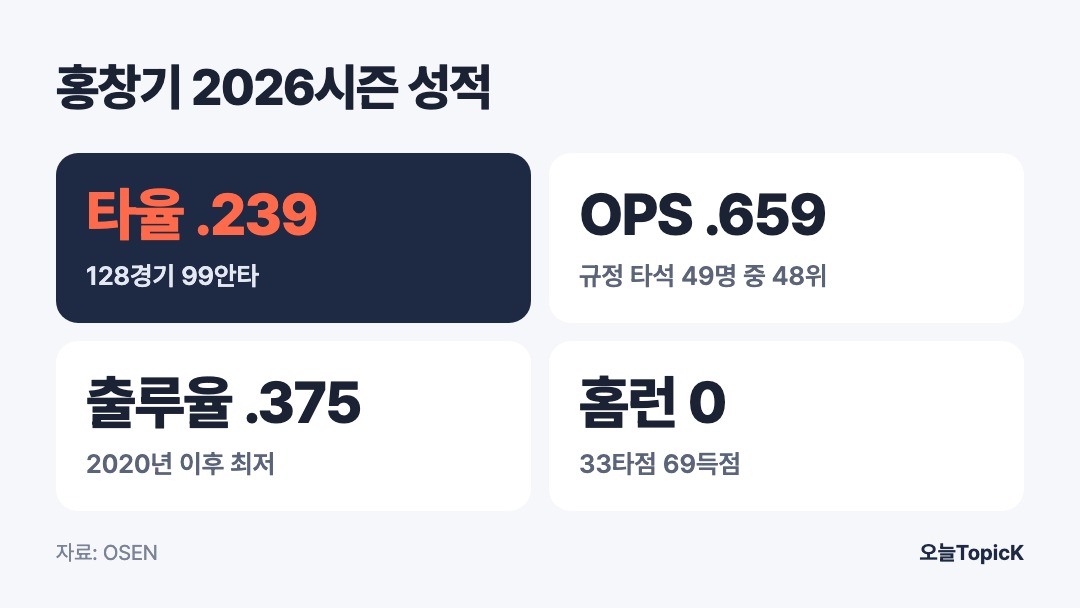 홍창기 2026시즌 성적
타율 .239
128경기 99안타
OPS .659
규정 타석 49명 중 48위
출루율 .375
2020년 이후 최저
홈런 0
33타점 69득점
자료: OSEN
오늘TopicK